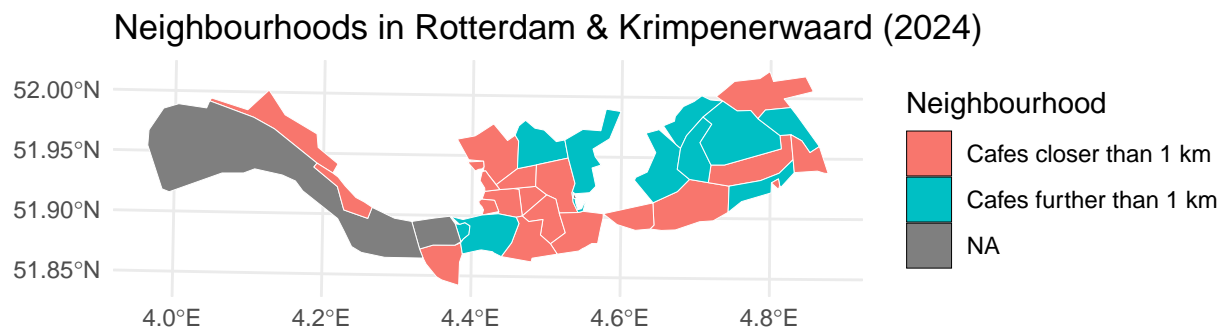 Neighbourhoods in Rotterdam & Krimpenerwaard (2024)
52.00°N
51.95°N
51.90°N
51.85°N
4.0°E
4.2°E
4.4°E
4.6°E
4.8°E
Neighbourhood
Cafes closer than 1 km
Cafes further than 1 km
NA